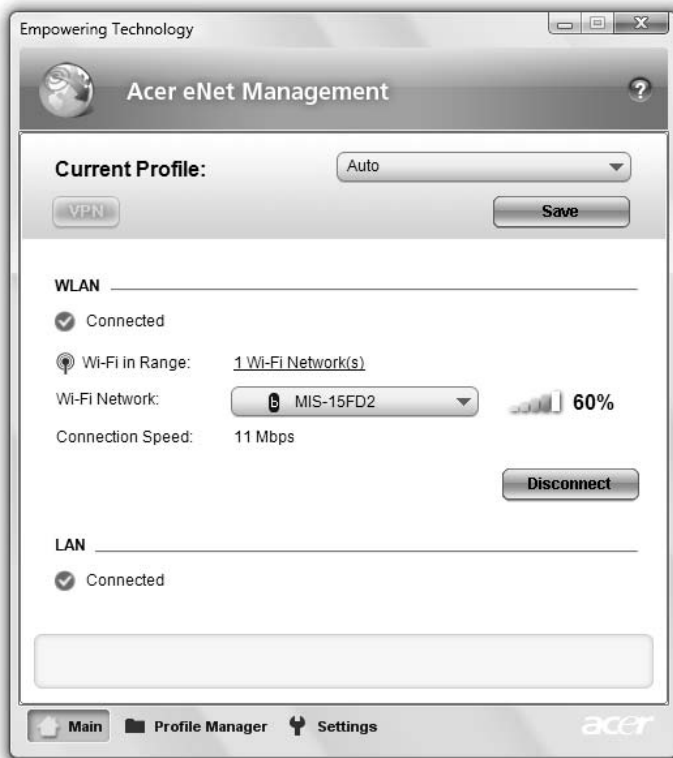 Empowering Technology
Acer eNet Management
?
Current Profile:
Auto
VPN
Save
WLAN
Connected
Wi-Fi in Range: 1 Wi-Fi Network(s)
Wi-Fi Network: b MIS-15FD2 60%
Connection Speed: 11 Mbps
Disconnect
LAN
Connected
Main Profile Manager Settings acer